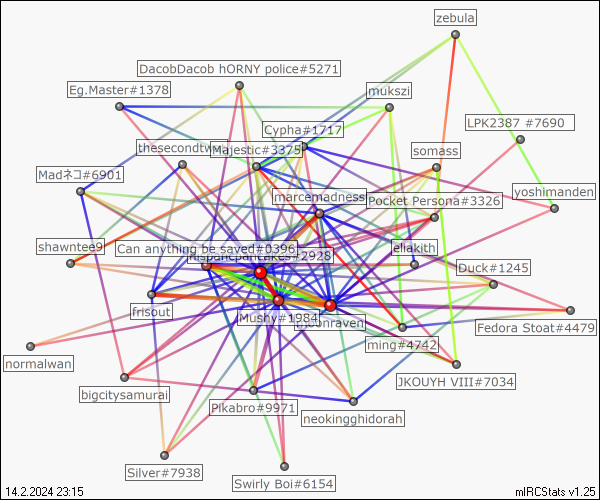 zebula
DacobDacob hORNY police#5271
Eg.Master#1378
mukszi
LPK2387 #7690
Cypha#1717
thesecondtw
Majestic#3375
somass
Madネコ#6901
marcemadness
Pocket Persona#3326
yoshimanden
shawntee9
Can anything be saved#0396
eliakith
hispanicpancakes#2928
Duck#1245
frisout
Mushy#1984
moonraven
Fedora Stoat#4479
ming#4742
normalwan
JKOUYH VIII#7034
bigcitysamurai
Pikabro#9971
neokingghidorah
Silver#7938
Swirly Boi#6154
14.2.2024 23:15
mIRCStats v1.25